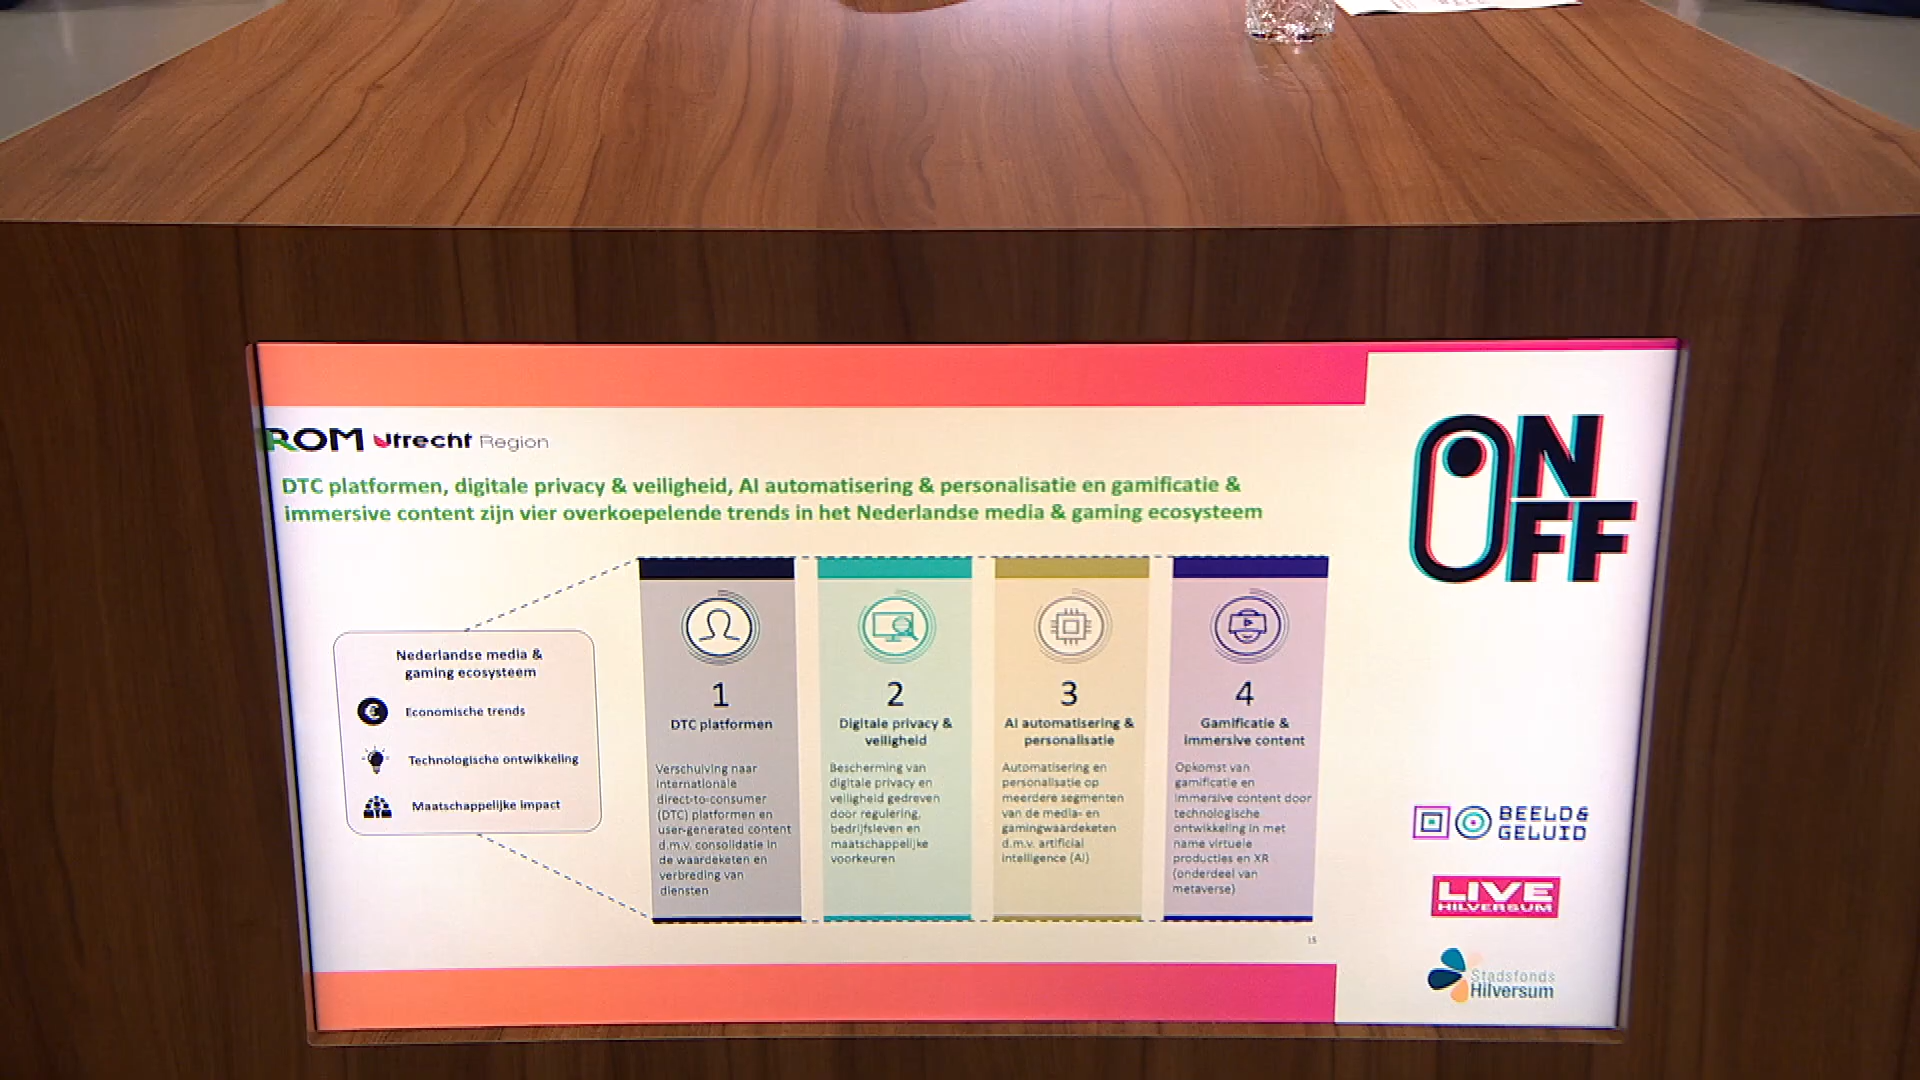 ROM Utrecht Region
DTC platformen, digitale privacy & veiligheid, AI automatisering & personalisatie en gamificatie &
immersive content zijn vier overkoepelende trends in het Nederlandse media & gaming ecosysteem
Nederlandse media &
gaming ecosysteem
Economische trends
Technologische ontwikkeling
Maatschappelijke impact
1
DTC platformen
Verschuiving naar
internationale
direct-to-consumer
(DTC) platformen en
user-generated content
d.m.v. consolidatie in
de waardeketen en
verbreding van
diensten
2
Digitale privacy &
veiligheid
Bescherming van
digitale privacy en
veiligheid gedreven
door regulering,
bedrijfsleven en
maatschappelijke
voorkeuren
3
AI automatisering &
personalisatie
Automatisering en
personalisatie op
meerdere segmenten
van de media- en
gamingwaardeketen
d.m.v. artificial
intelligence (AI)
4
Gamificatie &
immersive content
Opkomst van
gamificatie en
immersive content door
technologische
ontwikkeling in met
name virtuele
producties en XR
(onderdeel van
metaverse)
15
ON
OFF
BEELD&
GELUID
LIVE
HILVERSUM
Stadsfonds
Hilversum